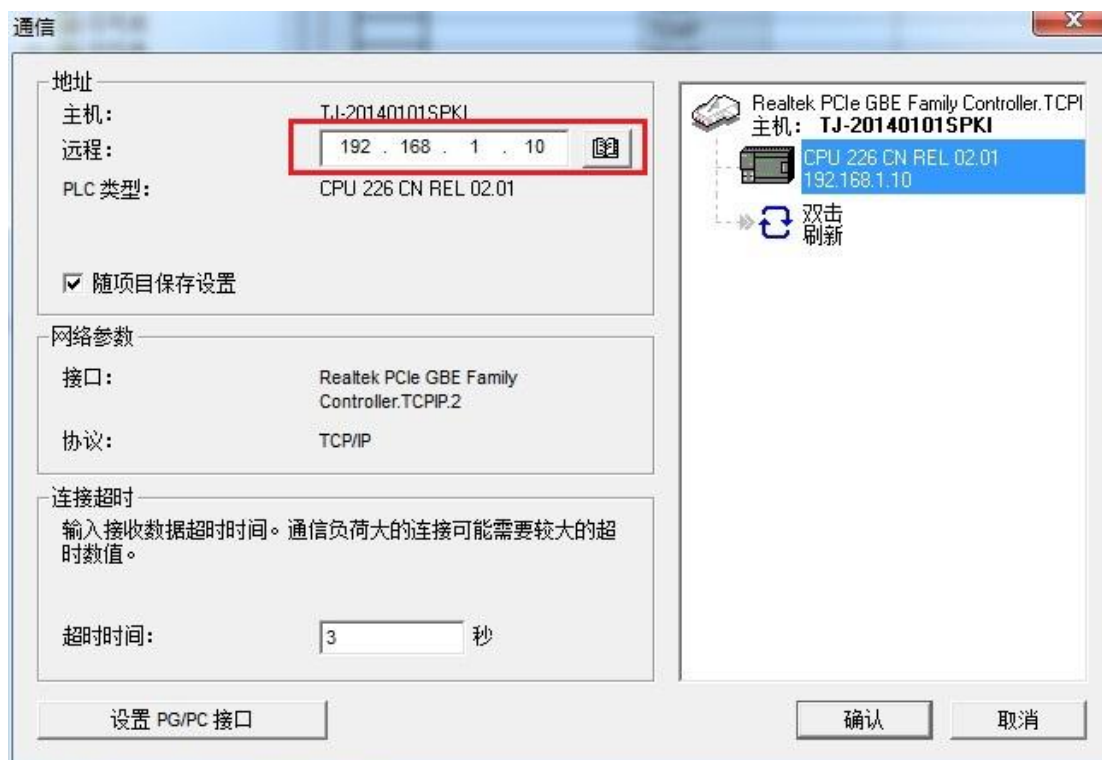 通信
地址
主机： TJ-20140101SPKI
远程： 192 . 168 . 1 . 10
PLC 类型： CPU 226 CN REL 02.01
随项目保存设置
网络参数
接口： Realtek PCIe GBE Family
Controller.TCPIP.2
协议： TCP/IP
连接超时
输入接收数据超时时间。通信负荷大的连接可能需要较大的超
时数值。
超时时间： 3 秒
设置 PG/PC 接口
Realtek PCIe GBE Family Controller.TCPI
主机： TJ-20140101SPKI
CPU 226 CN REL 02.01
192.168.1.10
双击
刷新
确认 取消